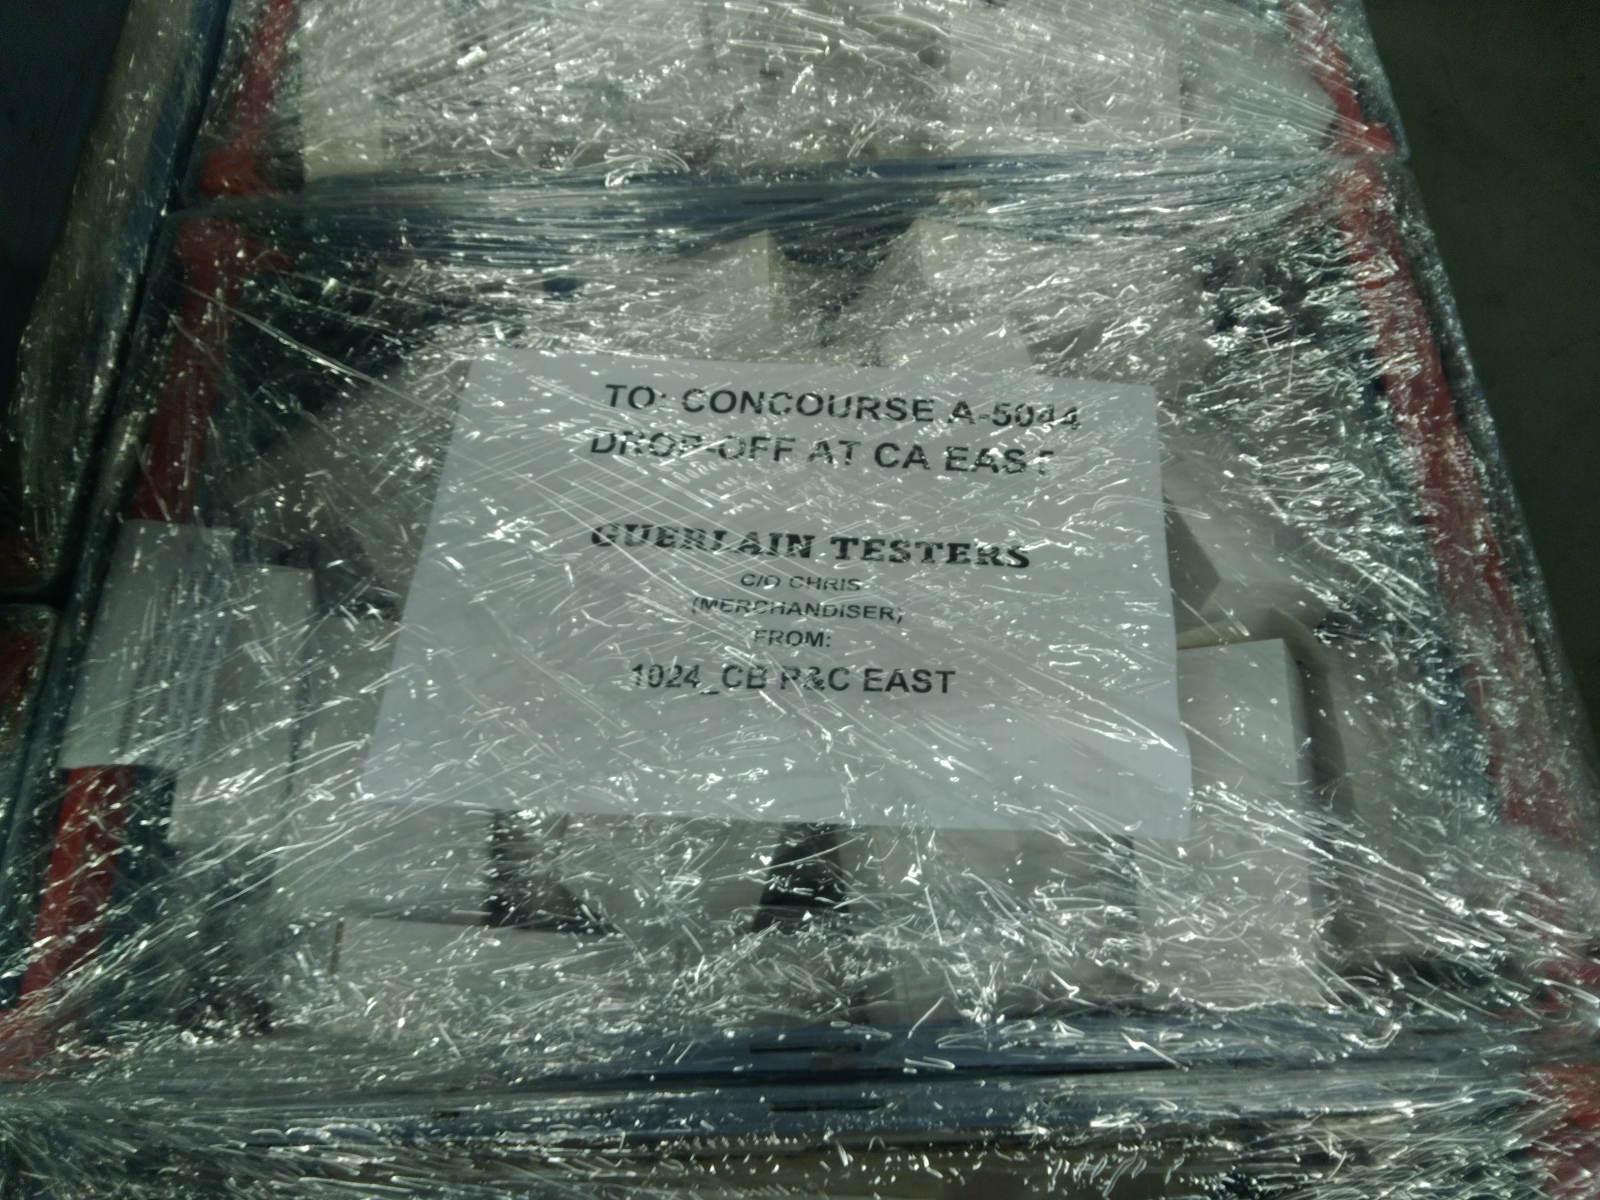 TO: CONCOURSE A-5044
DROP-OFF AT CA EAST
GUERLAIN TESTERS
C/O CHRIS
(MERCHANDISER)
FROM:
1024_CB P&C EAST